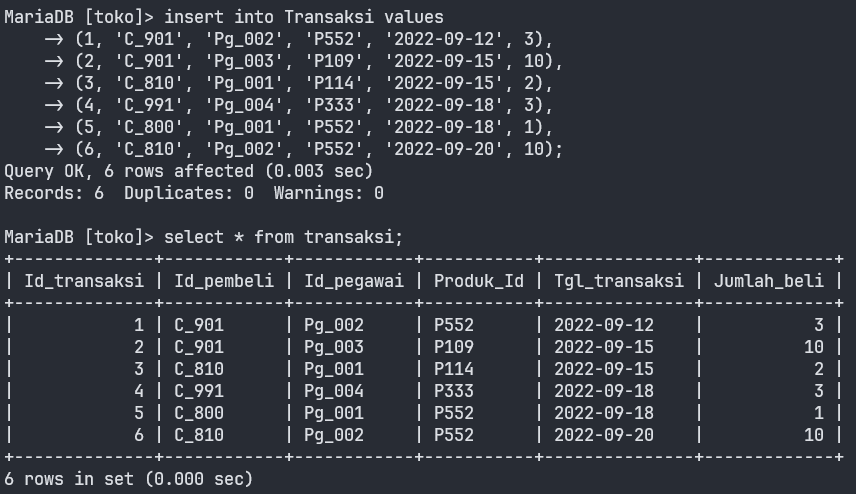 MariaDB [toko]> insert into Transaksi values
    -> (1, 'C_901', 'Pg_002', 'P552', '2022-09-12', 3),
    -> (2, 'C_901', 'Pg_003', 'P109', '2022-09-15', 10),
    -> (3, 'C_810', 'Pg_001', 'P114', '2022-09-15', 2),
    -> (4, 'C_991', 'Pg_004', 'P333', '2022-09-18', 3),
    -> (5, 'C_800', 'Pg_001', 'P552', '2022-09-18', 1),
    -> (6, 'C_810', 'Pg_002', 'P552', '2022-09-20', 10);
Query OK, 6 rows affected (0.003 sec)
Records: 6  Duplicates: 0  Warnings: 0

MariaDB [toko]> select * from transaksi;
+--------------+------------+------------+-----------+---------------+-------------+
| Id_transaksi | Id_pembeli | Id_pegawai | Produk_Id | Tgl_transaksi | Jumlah_beli |
+--------------+------------+------------+-----------+---------------+-------------+
|            1 | C_901      | Pg_002     | P552      | 2022-09-12    |           3 |
|            2 | C_901      | Pg_003     | P109      | 2022-09-15    |          10 |
|            3 | C_810      | Pg_001     | P114      | 2022-09-15    |           2 |
|            4 | C_991      | Pg_004     | P333      | 2022-09-18    |           3 |
|            5 | C_800      | Pg_001     | P552      | 2022-09-18    |           1 |
|            6 | C_810      | Pg_002     | P552      | 2022-09-20    |          10 |
+--------------+------------+------------+-----------+---------------+-------------+
6 rows in set (0.000 sec)